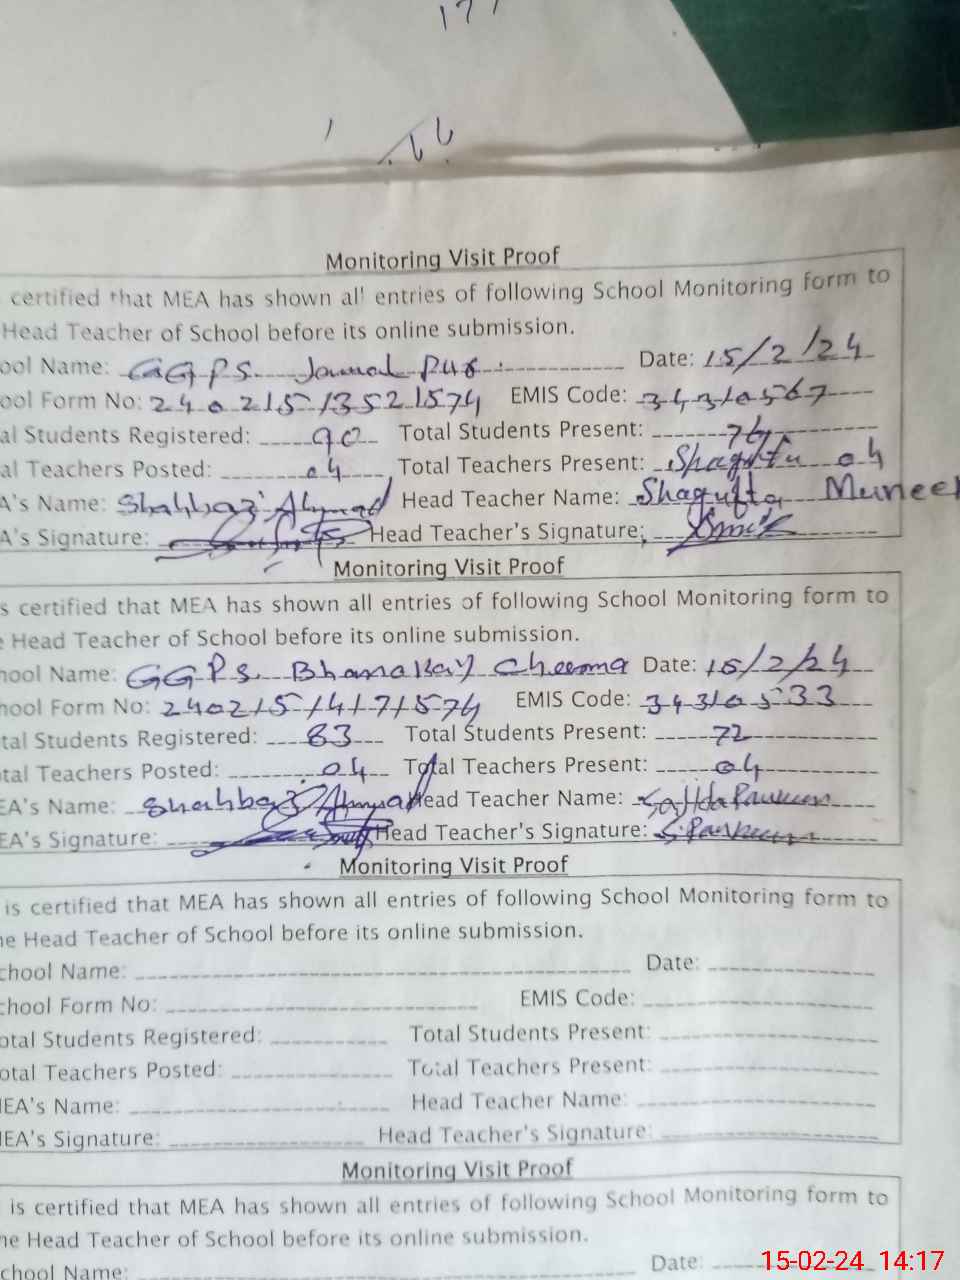 Monitoring Visit Proof
certified that MEA has shown all entries of following School Monitoring form to
Head Teacher of School before its online submission.
ool Name: GGPS Jamal Pur Date: 15/2/24
ool Form No: 24021513521574 EMIS Code: 34310567
al Students Registered: 90 Total Students Present: 76
al Teachers Posted: 04 Total Teachers Present: Shagufta 04
A's Name: Shahbaz Ahmad Head Teacher Name: Shagufta Muneer
A's Signature: Head Teacher's Signature:
Monitoring Visit Proof
s certified that MEA has shown all entries of following School Monitoring form to
e Head Teacher of School before its online submission.
hool Name: GGPS. Bhanakay Cheema Date: 15/2/24
hool Form No: 24021514171574 EMIS Code: 34310533
tal Students Registered: 83 Total Students Present: 72
otal Teachers Posted: 04 Total Teachers Present: 04
EA's Name: Shahbaz Ahmad Head Teacher Name:
EA's Signature: Head Teacher's Signature:
Monitoring Visit Proof
is certified that MEA has shown all entries of following School Monitoring form to
he Head Teacher of School before its online submission.
chool Name: Date:
chool Form No: EMIS Code:
otal Students Registered: Total Students Present:
otal Teachers Posted: Total Teachers Present:
MEA's Name: Head Teacher Name:
MEA's Signature: Head Teacher's Signature:
Monitoring Visit Proof
is certified that MEA has shown all entries of following School Monitoring form to
he Head Teacher of School before its online submission.
chool Name: Date:
15-02-24 14:17